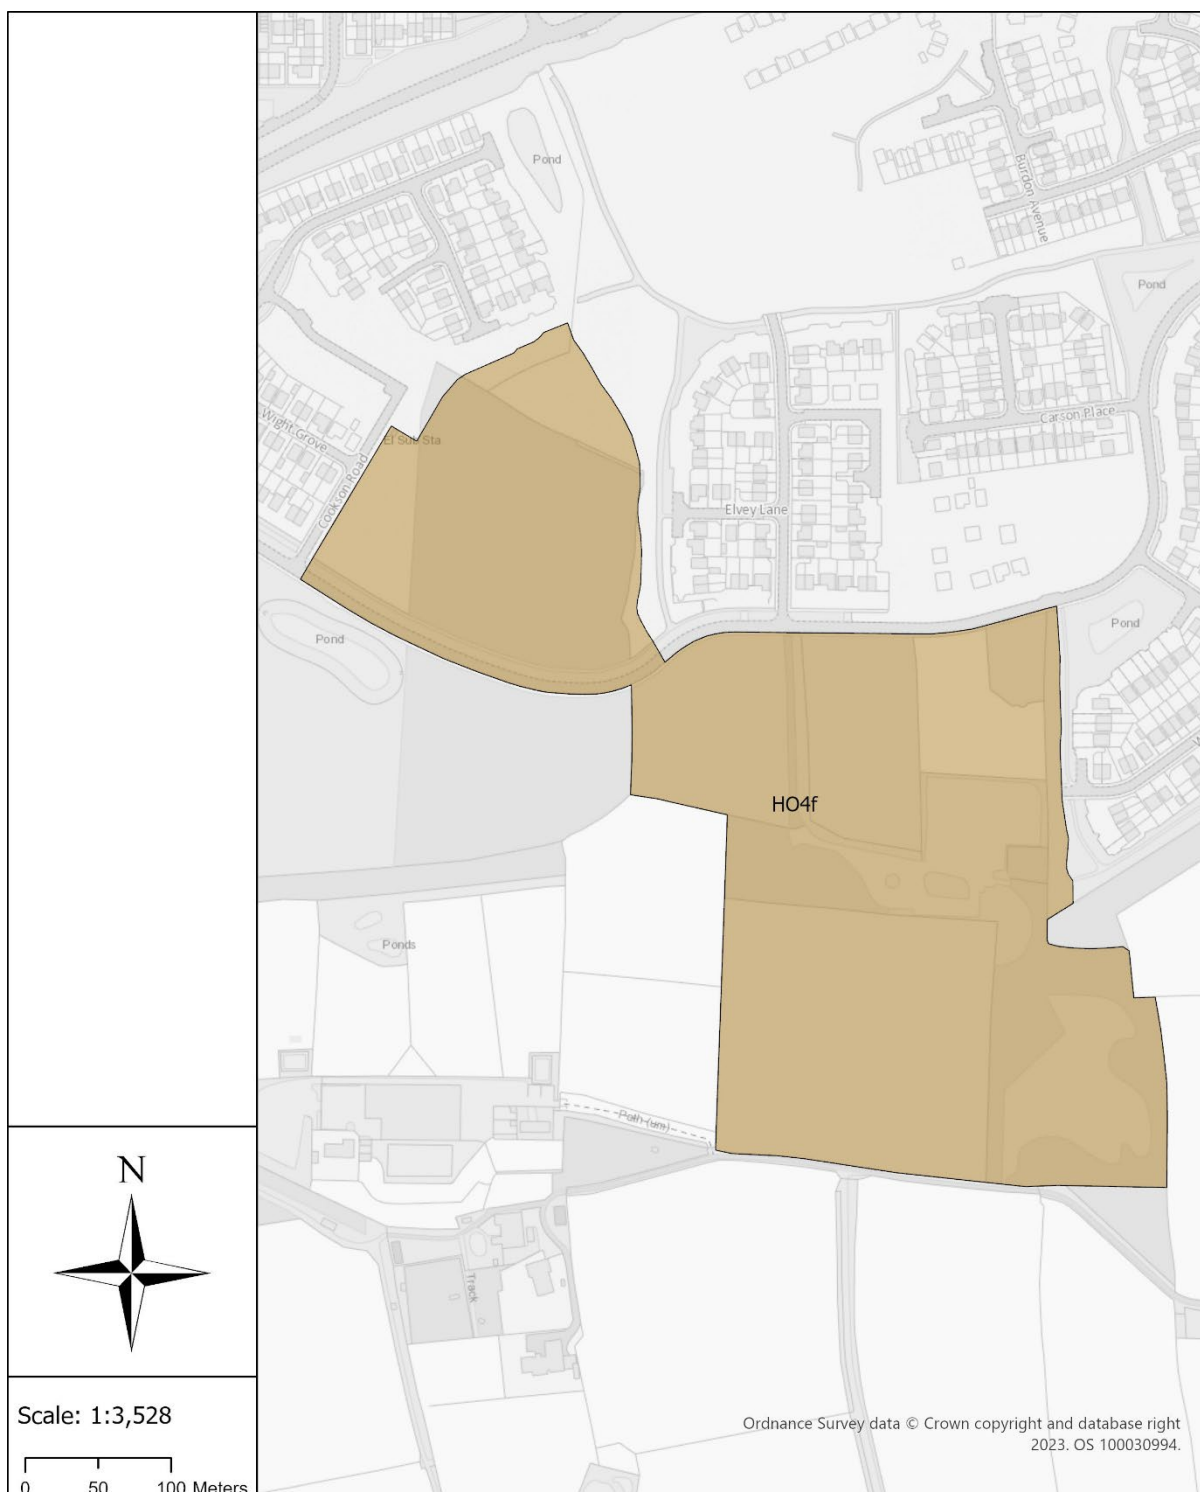 Pond
Burdon Avenue
Pond
Carson Place
Wight Grove
El Sub Sta
Cookson Road
Elvey Lane
Pond
Pond
HO4f
Ponds
Path (um)
N
Track
Scale: 1:3,528
0 50 100 Meters
Ordnance Survey data © Crown copyright and database right
2023. OS 100030994.